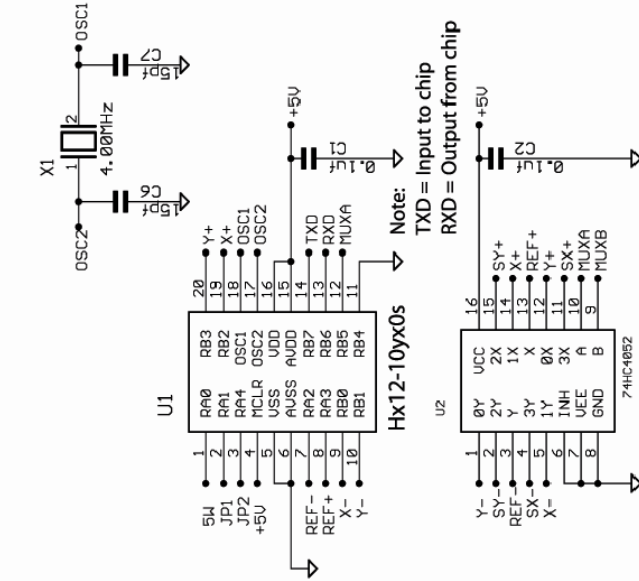 OSC1
C7
15pf
X1
2
1
4.00MHz
C6
15pf
OSC2
+5V
C1
0.1uf
Note:
TXD = Input to chip
RXD = Output from chip
+5V
C2
0.1uf
U1
Hx12-10yx0s
1 RA0 RB3 20
2 RA1 RB2 19
3 RA4 OSC1 18
4 MCLR OSC2 17
5 VSS VDD 16
6 AVSS AVDD 15
7 RA2 RB7 14
8 RA3 RB6 13
9 RB0 RB5 12
10 RB1 RB4 11
5W
JP1
JP2
+5V
REF-
REF+
X-
Y-
Y+
X+
OSC1
OSC2
TXD
RXD
MUXA
U2
74HC4052
1 0Y VCC 16
2 2Y 2X 15
3 Y 1X 14
4 3Y X 13
5 1Y 0X 12
6 INH 3X 11
7 VEE A 10
8 GND B 9
Y-
SY-
REF-
SX-
X-
SY+
X+
REF+
Y+
SX+
MUXA
MUXB